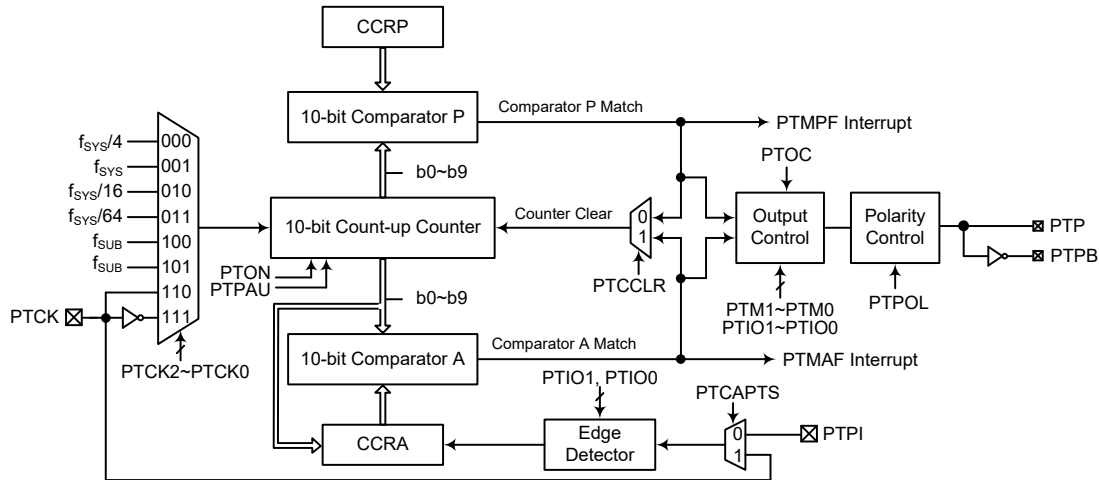 CCRP
10-bit Comparator P
Comparator P Match
PTMPF Interrupt
fSYS/4
000
fSYS
001
fSYS/16
010
fSYS/64
011
fSUB
100
fSUB
101
110
111
PTCK
PTCK2~PTCK0
b0~b9
10-bit Count-up Counter
Counter Clear
0
1
PTCCLR
PTON
PTPAU
b0~b9
PTOC
Output
Control
PTM1~PTM0
PTIO1~PTIO0
Polarity
Control
PTPOL
PTP
PTPB
10-bit Comparator A
Comparator A Match
PTMAF Interrupt
PTIO1, PTIO0
PTCAPTS
CCRA
Edge
Detector
0
1
PTPI